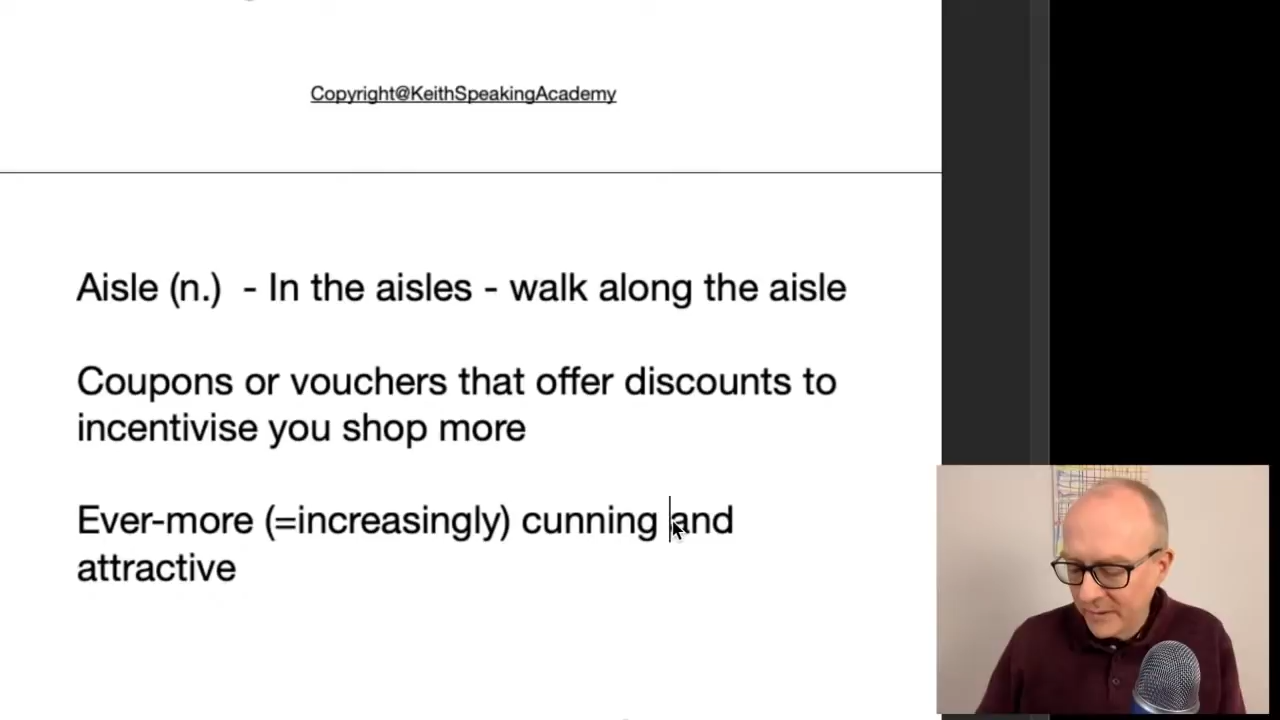 Copyright@KeithSpeakingAcademy
Aisle (n.) - In the aisles - walk along the aisle
Coupons or vouchers that offer discounts to
incentivise you shop more
Ever-more (=increasingly) cunning and
attractive